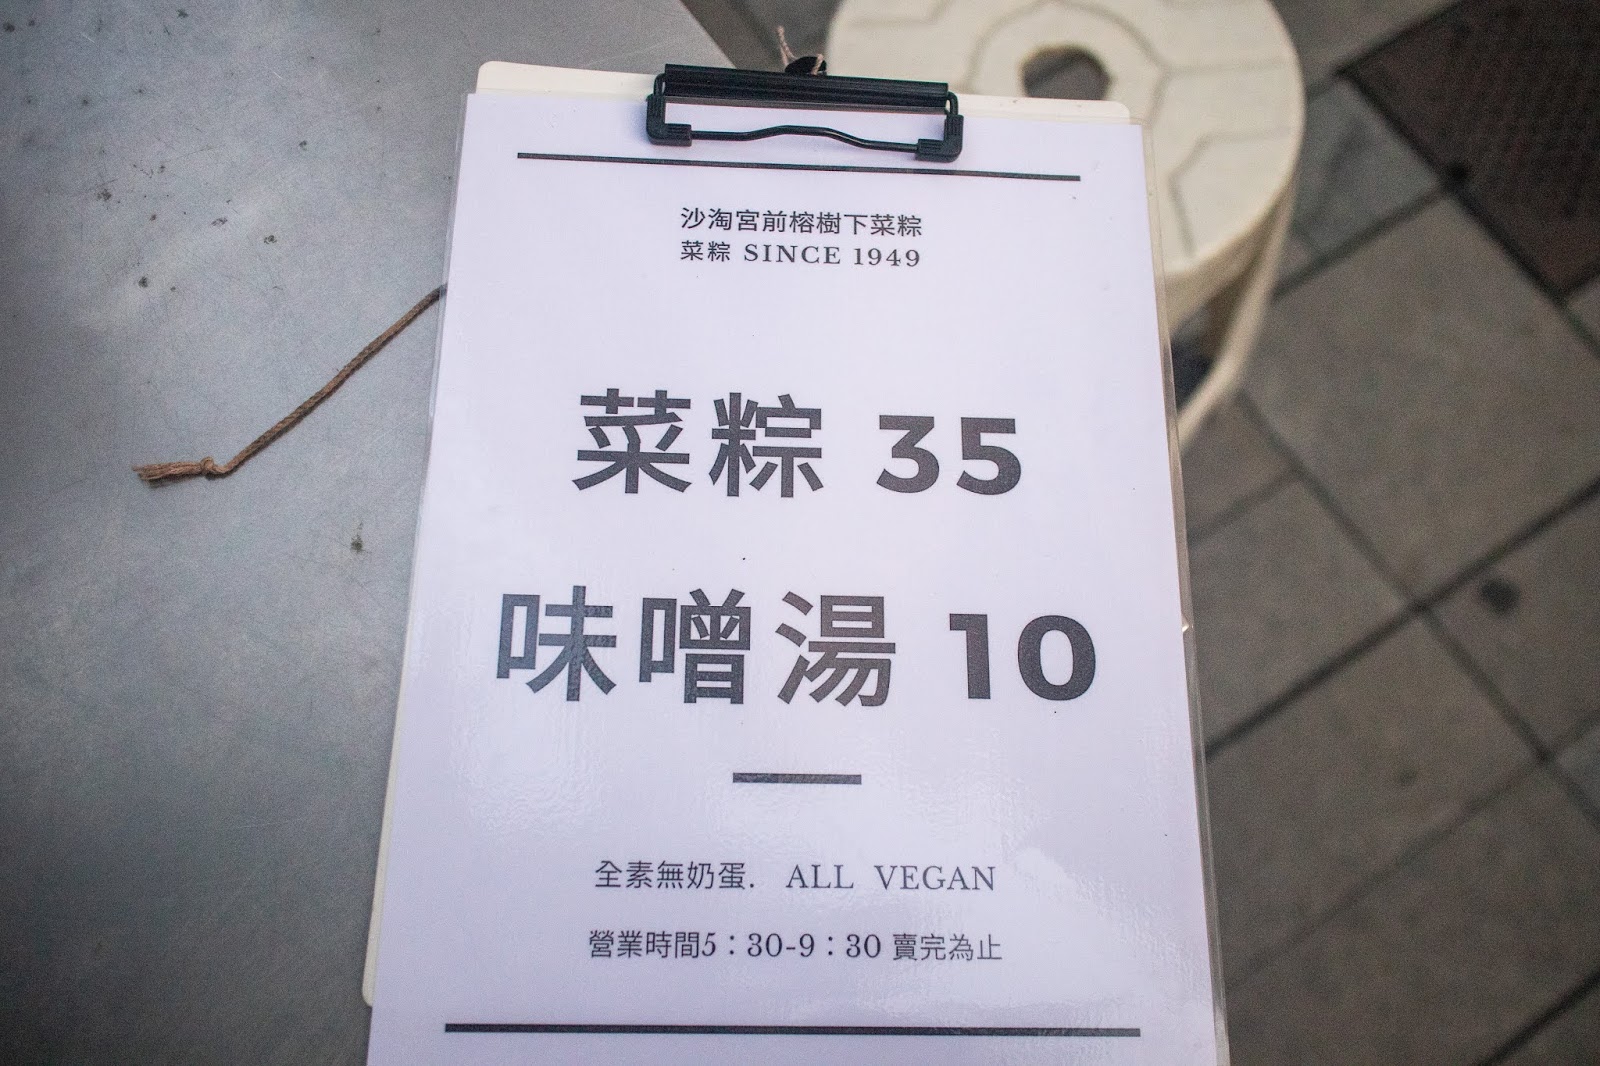 沙淘宮前榕樹下菜粽
菜粽 SINCE 1949
菜粽 35
味噌湯 10
全素無奶蛋. ALL VEGAN
營業時間5：30-9：30 賣完為止